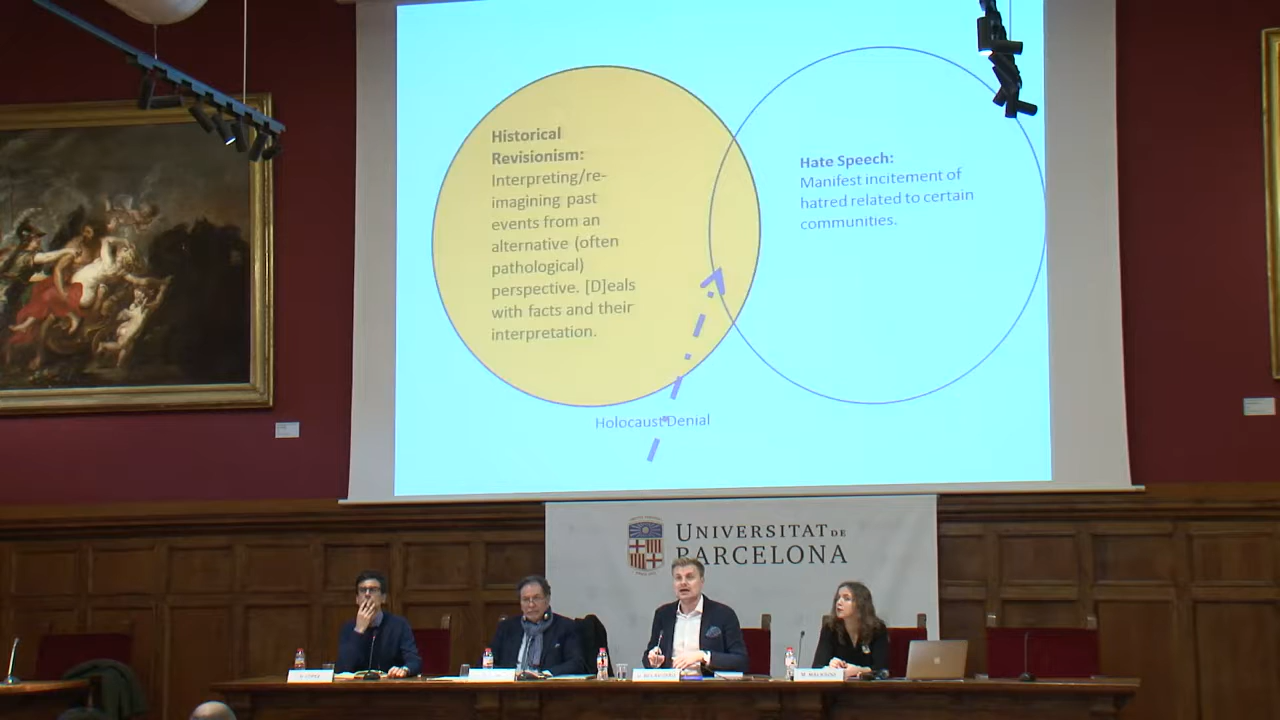 Historical
Revisionism:
Interpreting/re-
imagining past
events from an
alternative (often
pathological)
perspective. [D]eals
with facts and their
interpretation.
Hate Speech:
Manifest incitement of
hatred related to certain
communities.
Holocaust Denial
UNIVERSITAT DE
BARCELONA